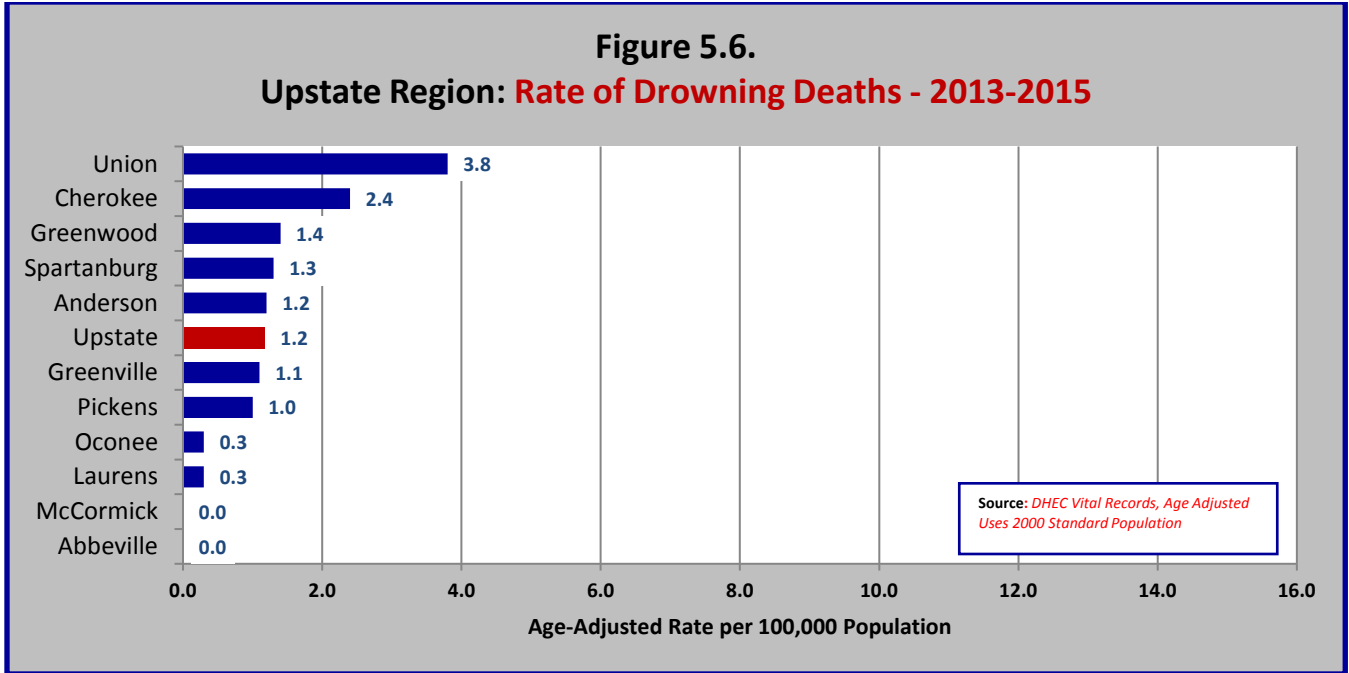 Figure 5.6.
Upstate Region: Rate of Drowning Deaths - 2013-2015
Union 3.8
Cherokee 2.4
Greenwood 1.4
Spartanburg 1.3
Anderson 1.2
Upstate 1.2
Greenville 1.1
Pickens 1.0
Oconee 0.3
Laurens 0.3
McCormick 0.0
Abbeville 0.0
Source: DHEC Vital Records, Age Adjusted
Uses 2000 Standard Population
0.0 2.0 4.0 6.0 8.0 10.0 12.0 14.0 16.0
Age-Adjusted Rate per 100,000 Population